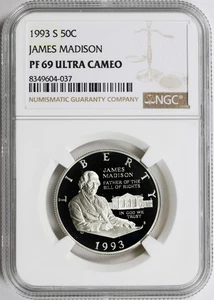 1993 S 50C
JAMES MADISON
PF 69 ULTRA CAMEO
8349604-037
NUMISMATIC GUARANTY COMPANY
NGC
LIBERTY
JAMES
MADISON
FATHER OF THE
BILL OF RIGHTS
IN GOD WE
TRUST
1993